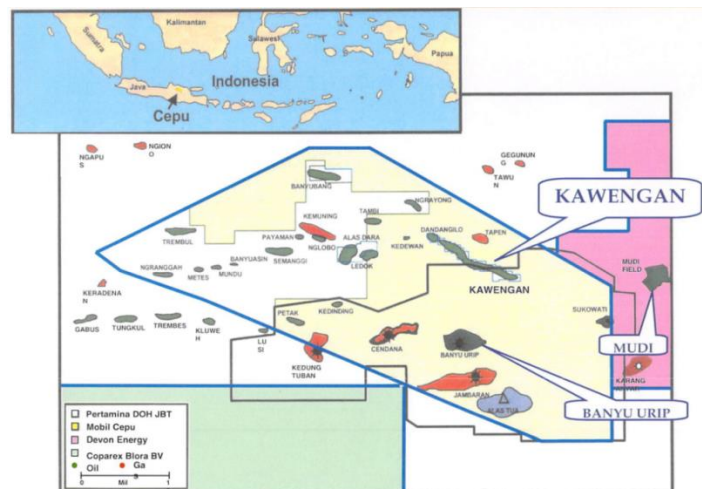 Sumatra
Kalimantan
Sulawesi
Papua
Java
Indonesia
Cepu
NGAPU
S
NGION
O
GEGUNUN
G
TAWU
N
BANYUBANG
KAWENGAN
NGRAYONG
KEMUNING
TAMBI
TREMBUL
PAYAMAN
NGLOBO
ALAS DARA
KEDEWAN
DANDANGLO
TAPEN
BANYUASIN
SEMANGGI
LEDOK
MUDI
FIELD
NGRANGGAH
METES
MUNDU
KERADENA
N
KAWENGAN
GABUS
TUNGKUL
TREMBES
KLUWE
H
LU
SI
PETAK
KEDINDING
SUKOWATI
KEDUNG
TUBAN
CENDANA
BANYU URIP
MUDI
KARANG
JAMBARAN
ALAS TUA
BANYU URIP
Pertamina DOH JBT
Mobil Cepu
Devon Energy
Coparex Blora BV
Oil
Ga
s
0
Mil
1